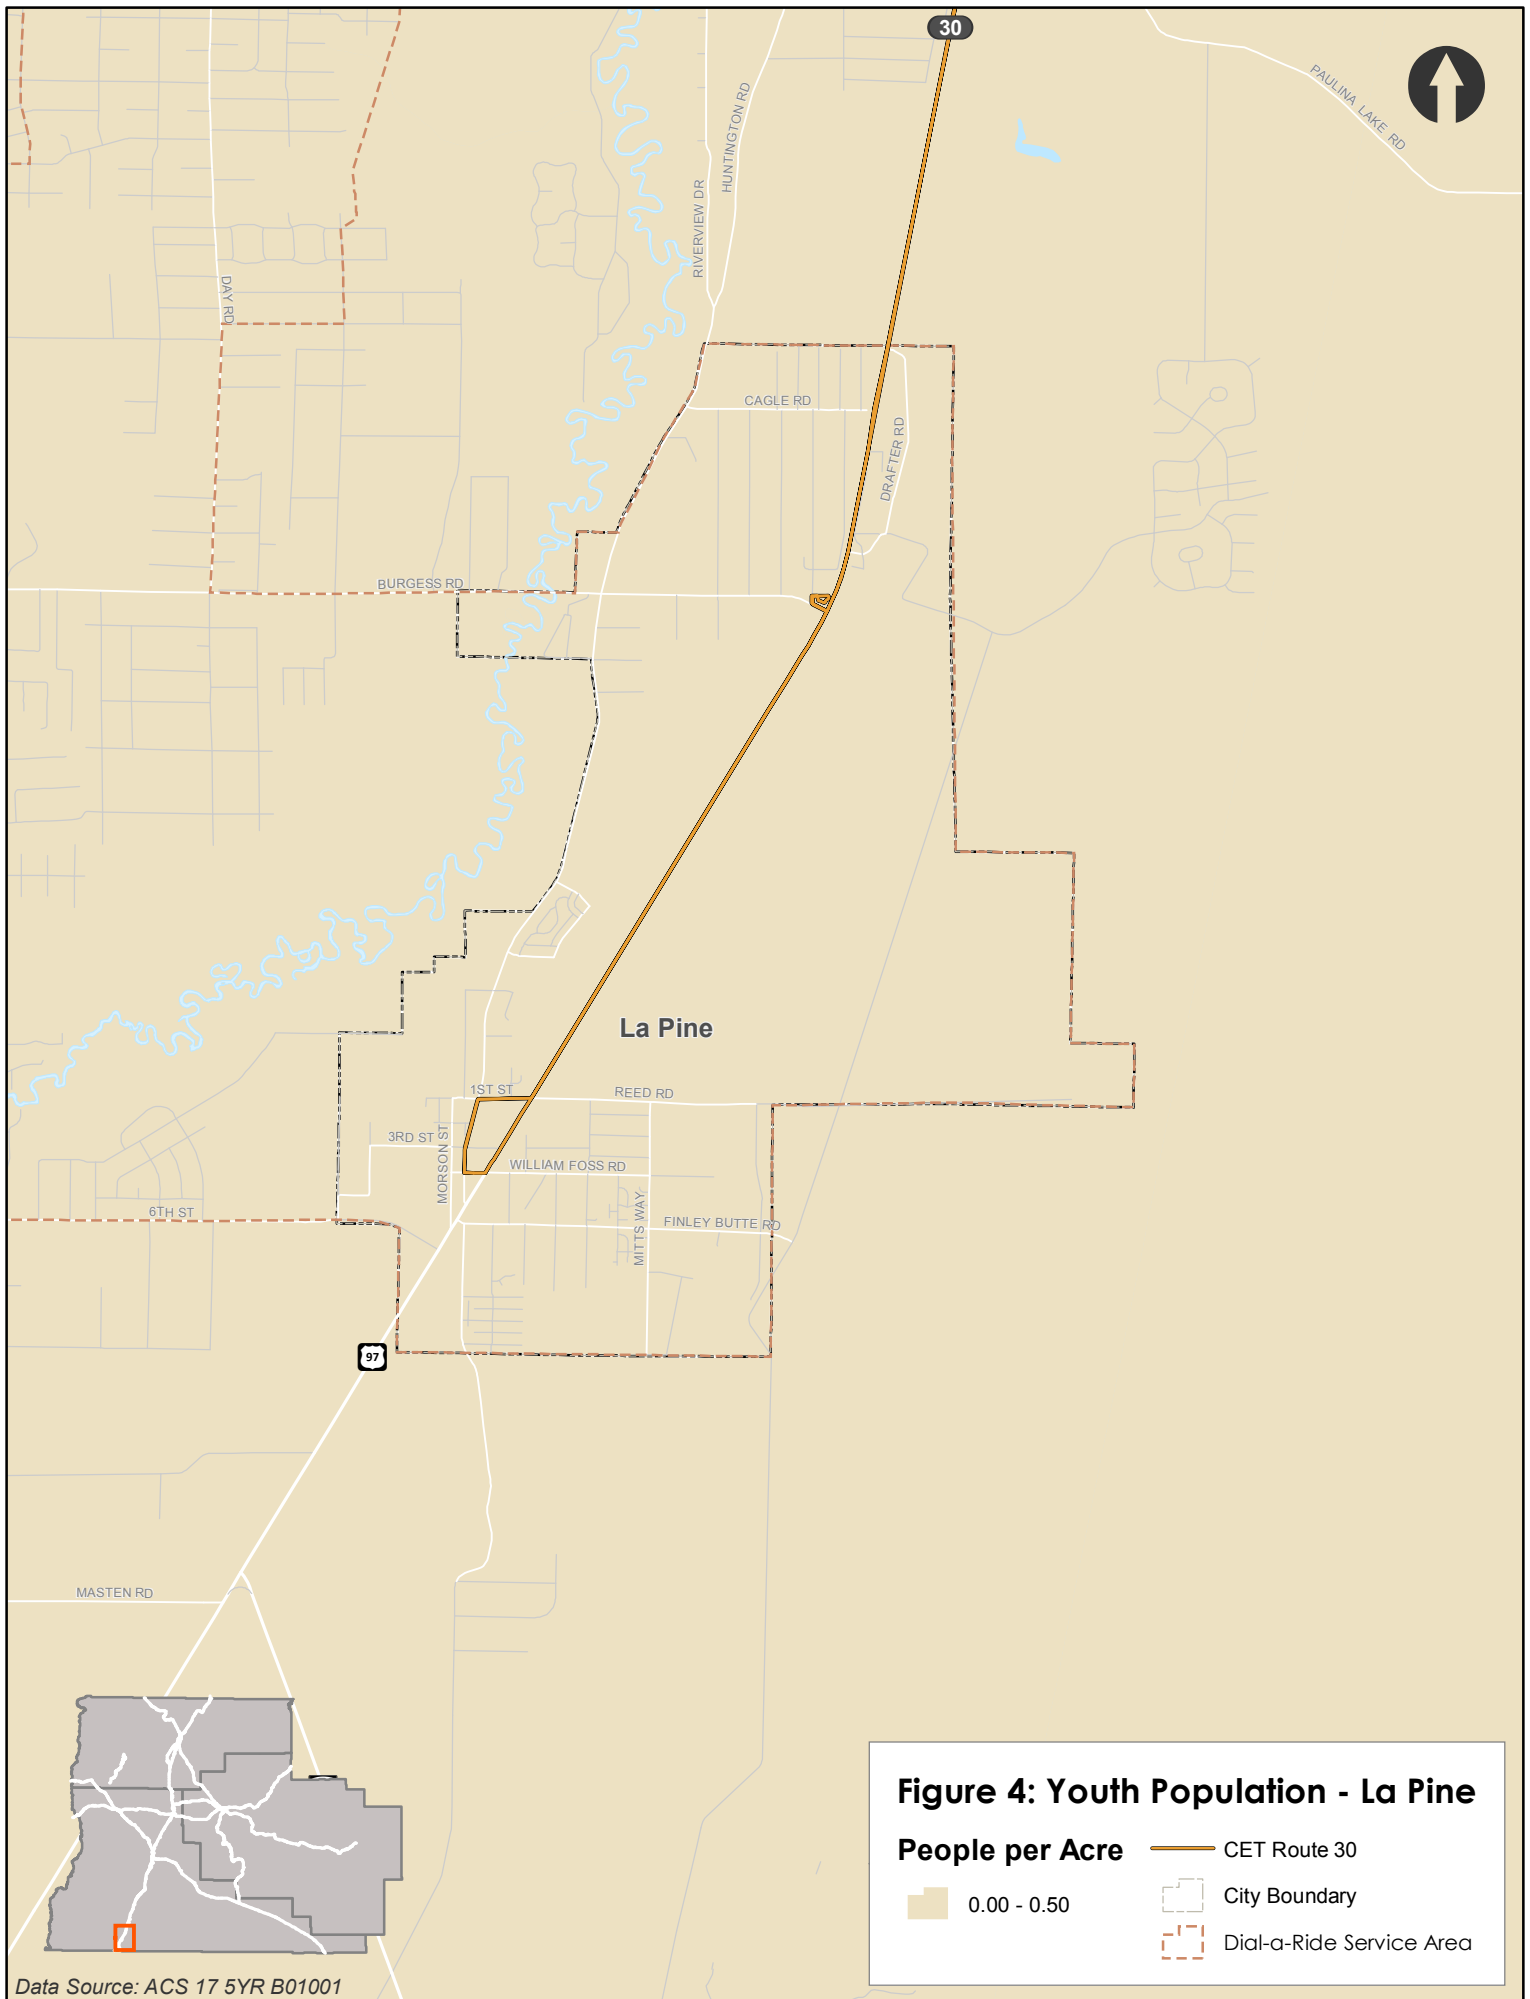 30
PAULINA LAKE RD
HUNTINGTON RD
RIVERVIEW DR
DAY RD
CAGLE RD
DRAFTER RD
BURGESS RD
La Pine
1ST ST
REED RD
3RD ST
MORSON ST
WILLIAM FOSS RD
6TH ST
MITTS WAY
FINLEY BUTTE RD
97
MASTEN RD
Figure 4: Youth Population - La Pine
People per Acre
0.00 - 0.50
CET Route 30
City Boundary
Dial-a-Ride Service Area
Data Source: ACS 17 5YR B01001